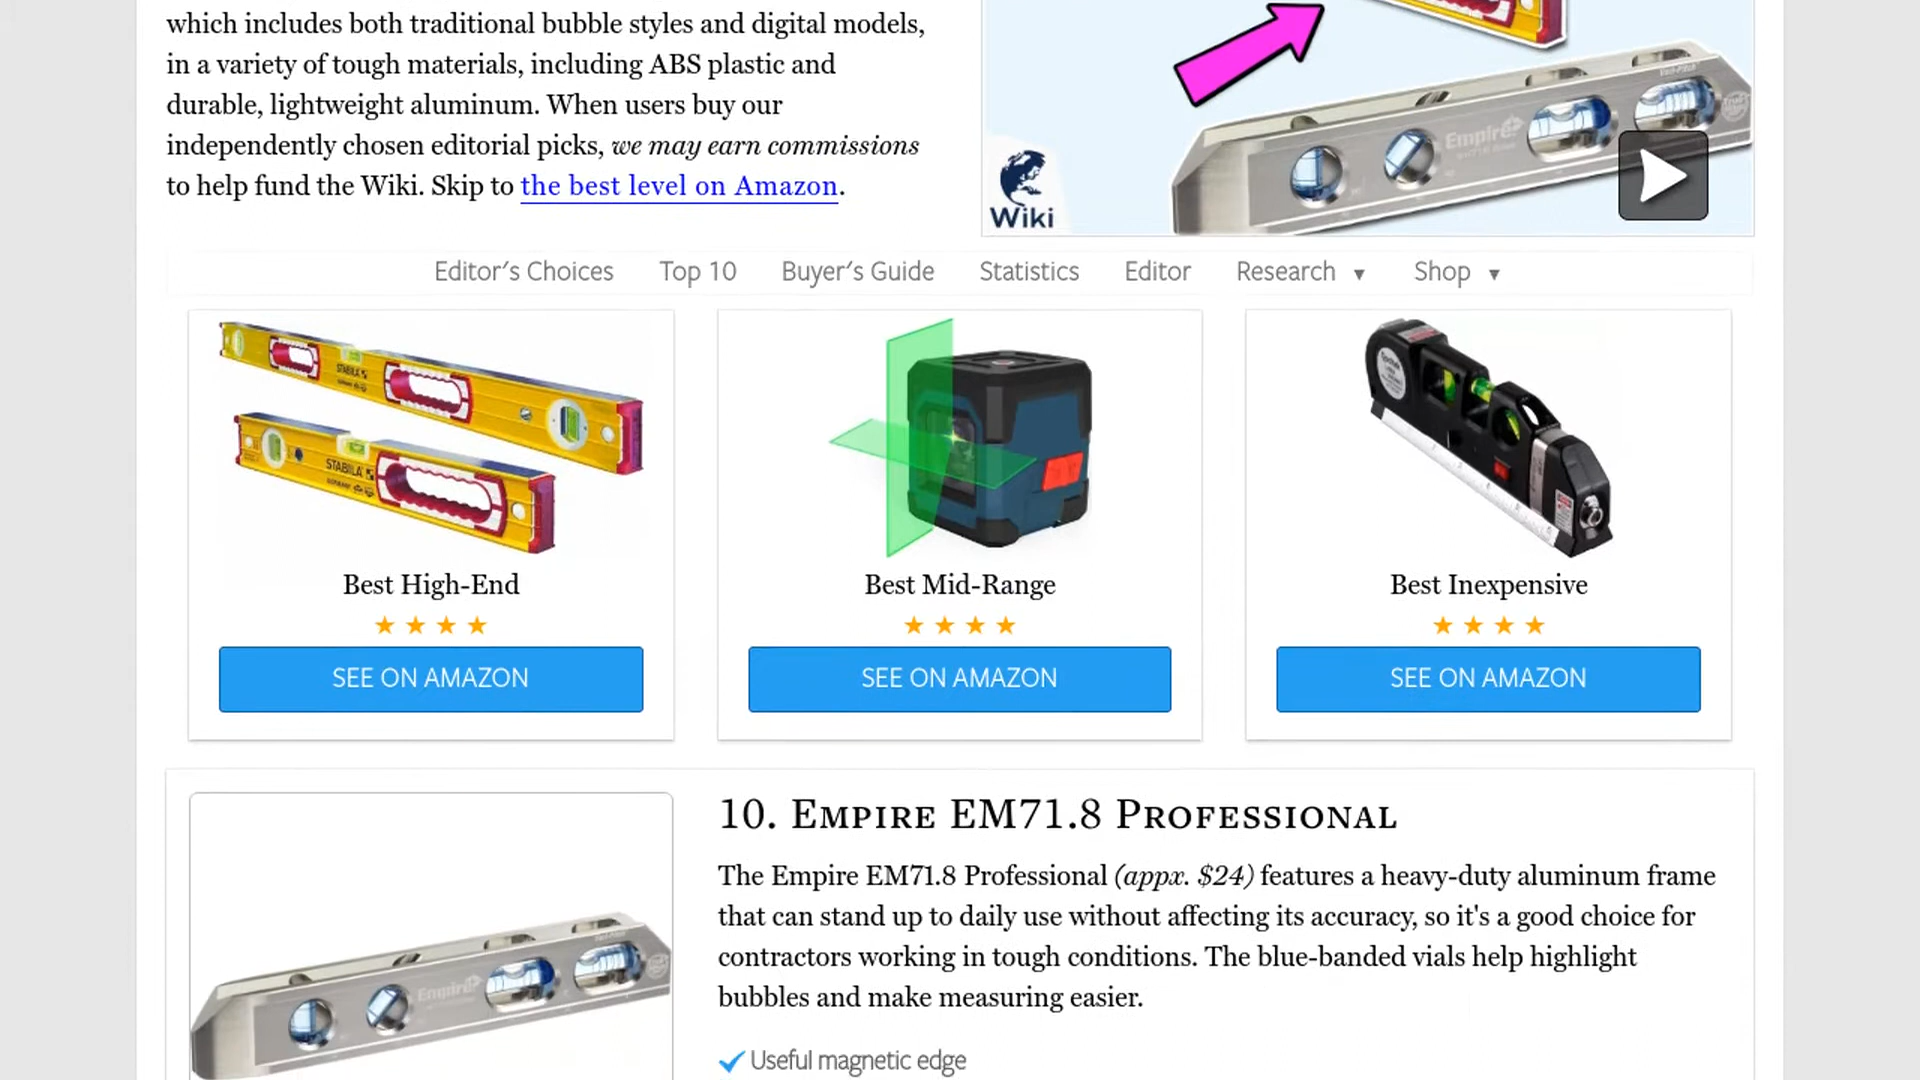 which includes both traditional bubble styles and digital models,
in a variety of tough materials, including ABS plastic and
durable, lightweight aluminum. When users buy our
independently chosen editorial picks, we may earn commissions
to help fund the Wiki. Skip to the best level on Amazon.
Empire
Wiki
Editor's Choices Top 10 Buyer's Guide Statistics Editor Research ▼ Shop ▼
STABILA
STABILA
Best High-End
Best Mid-Range
Best Inexpensive
SEE ON AMAZON
SEE ON AMAZON
SEE ON AMAZON
Empire
10. Empire EM71.8 Professional
The Empire EM71.8 Professional (appx. $24) features a heavy-duty aluminum frame
that can stand up to daily use without affecting its accuracy, so it's a good choice for
contractors working in tough conditions. The blue-banded vials help highlight
bubbles and make measuring easier.
Useful magnetic edge